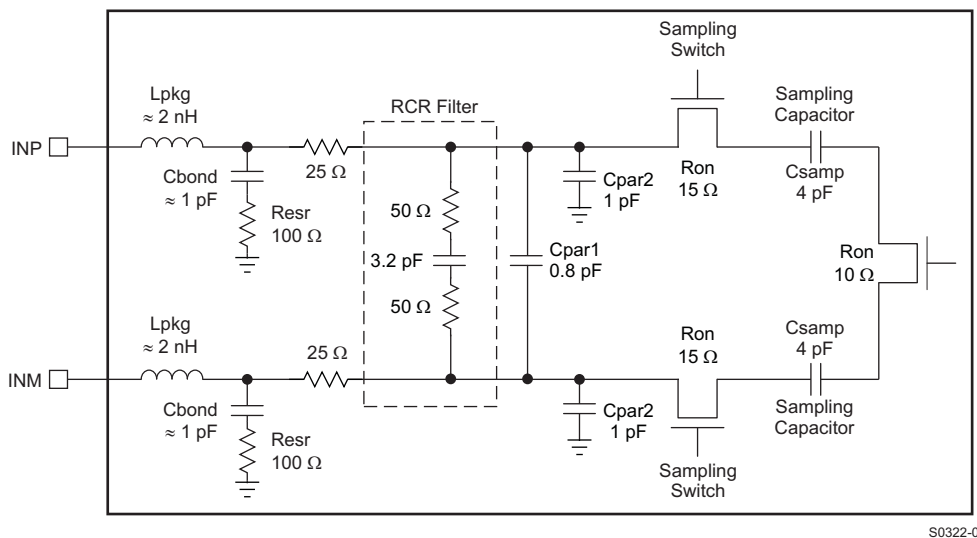 Sampling
Switch
Lpkg
≈ 2 nH
RCR Filter
Sampling
Capacitor
INP
25 Ω
Ron
15 Ω
Csamp
4 pF
Cbond
≈ 1 pF
Resr
100 Ω
50 Ω
Cpar2
1 pF
3.2 pF
Cpar1
0.8 pF
Ron
10 Ω
50 Ω
Lpkg
≈ 2 nH
25 Ω
Ron
15 Ω
Csamp
4 pF
INM
Cbond
≈ 1 pF
Resr
100 Ω
Cpar2
1 pF
Sampling
Capacitor
Sampling
Switch